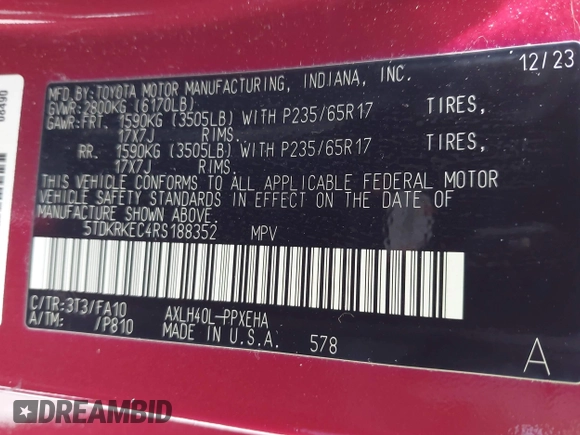 12/23
MFD.BY:TOYOTA MOTOR MANUFACTURING, INDIANA, INC.
GVWR:2800KG (6170LB)
GAWR:FRT. 1590KG (3505LB) WITH P235/65R17 TIRES,
17X7J RIMS
RR. 1590KG (3505LB) WITH P235/65R17 TIRES,
17X7J RIMS.
THIS VEHICLE CONFORMS TO ALL APPLICABLE FEDERAL MOTOR
VEHICLE SAFETY STANDARDS IN EFFECT ON THE DATE OF
MANUFACTURE SHOWN ABOVE.
5TDKRKEC4RS188352 MPV
C/TR:3T3/FA10 AXLH40L-PPXEHA
A/TM: /P810 MADE IN U.S.A. 578
A
DREAMBID